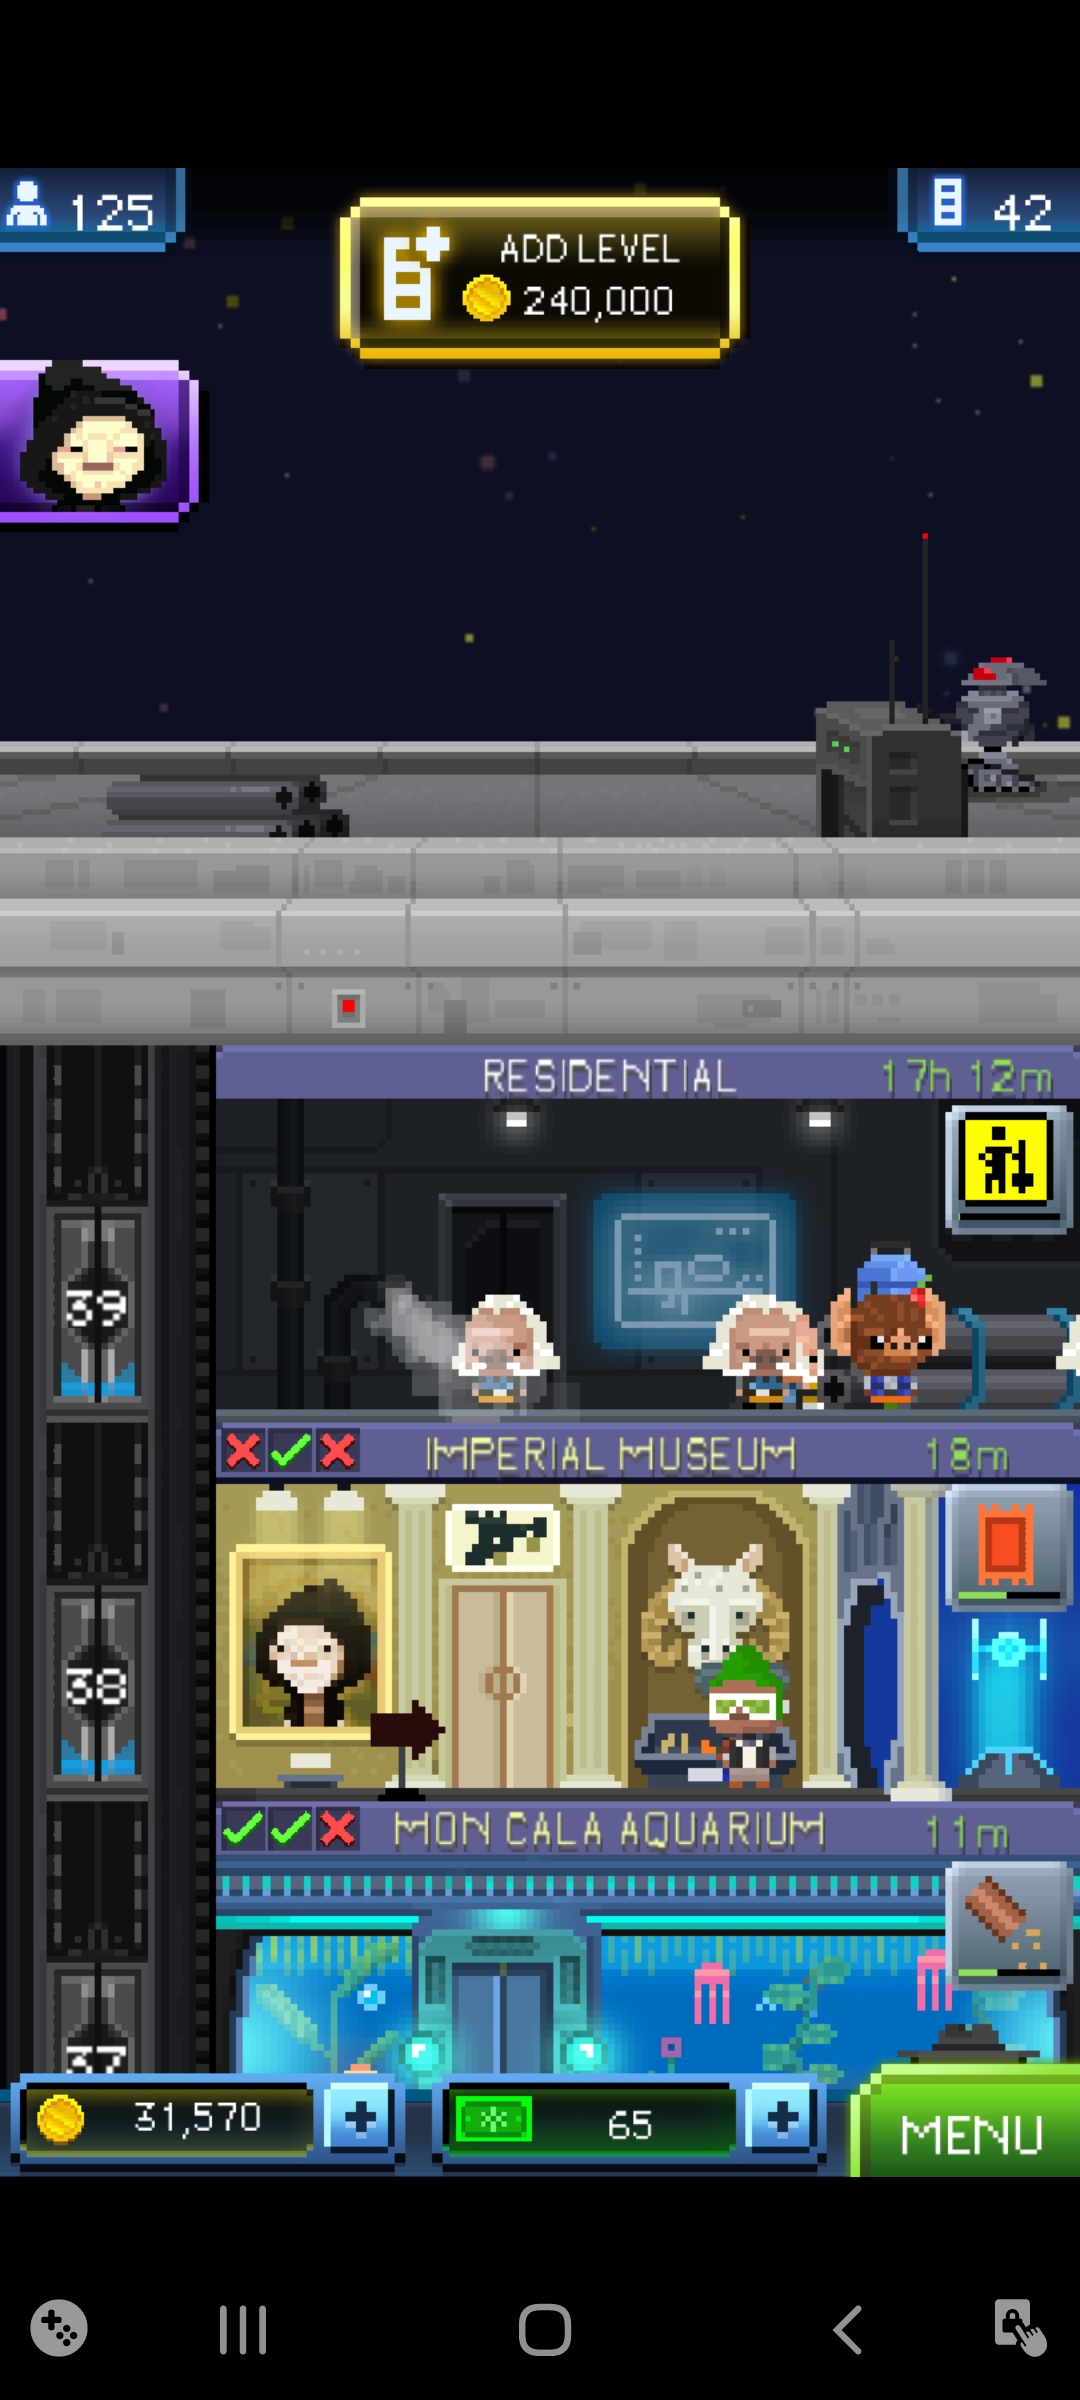 125
ADD LEVEL
240,000
42
RESIDENTIAL 17h 12m
39
IMPERIAL MUSEUM 18m
38
MON CALA AQUARIUM 11m
37
31,570
65
MENU